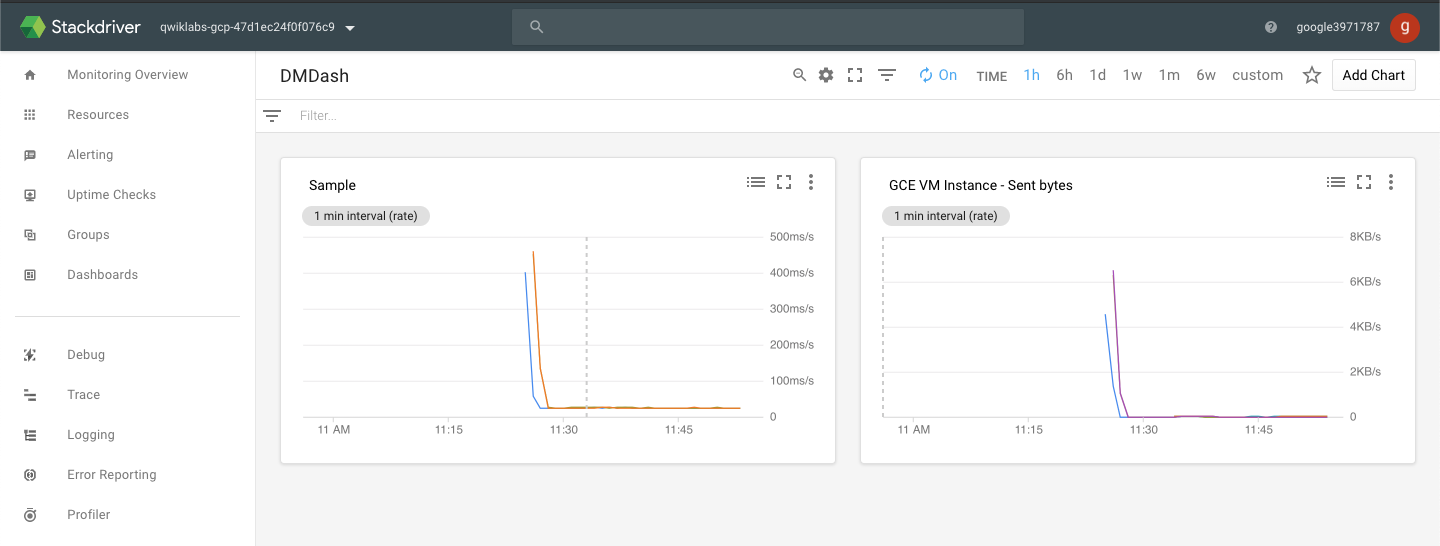 Stackdriver qwiklabs-gcp-47d1ec24f0f076c9 google3971787 g
Monitoring Overview
Resources
Alerting
Uptime Checks
Groups
Dashboards
Debug
Trace
Logging
Error Reporting
Profiler
DMDash On TIME 1h 6h 1d 1w 1m 6w custom Add Chart
Filter...
Sample
1 min interval (rate)
500ms/s
400ms/s
300ms/s
200ms/s
100ms/s
0
11 AM 11:15 11:30 11:45
GCE VM Instance - Sent bytes
1 min interval (rate)
8KB/s
6KB/s
4KB/s
2KB/s
0
11 AM 11:15 11:30 11:45